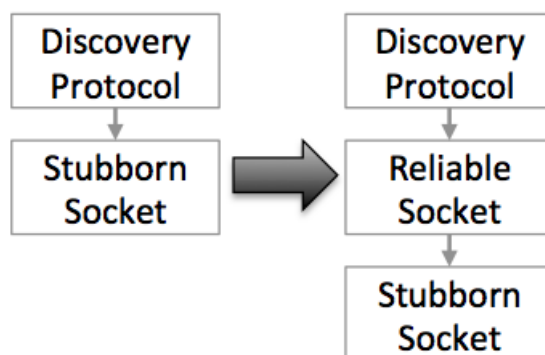 Discovery
Protocol
Stubborn
Socket
Discovery
Protocol
Reliable
Socket
Stubborn
Socket